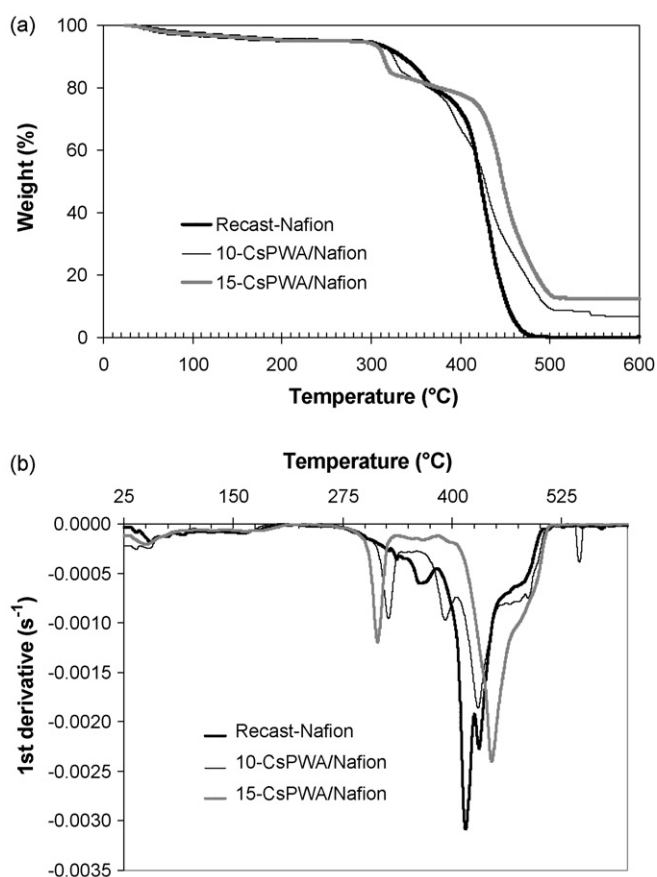 (a)
100
80
60
40
20
0
Weight (%)
Recast-Nafion
10-CsPWA/Nafion
15-CsPWA/Nafion
0 100 200 300 400 500 600
Temperature (°C)
(b)
Temperature (°C)
25 150 275 400 525
0.0000
-0.0005
-0.0010
-0.0015
-0.0020
-0.0025
-0.0030
-0.0035
1st derivative (s⁻¹)
Recast-Nafion
10-CsPWA/Nafion
15-CsPWA/Nafion